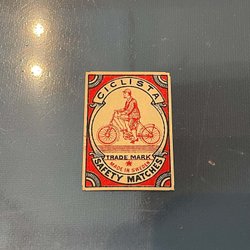 CICLISTA
TRADE MARK
MADE IN SWEDEN
SAFETY MATCHES